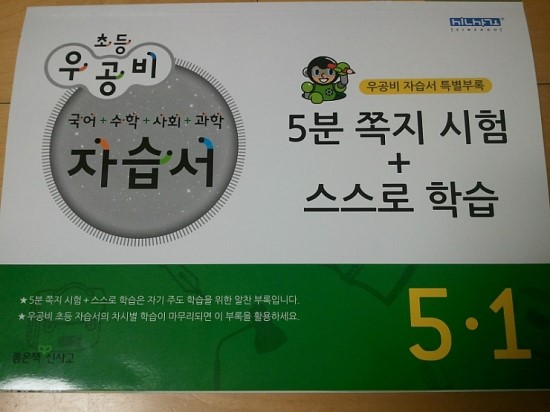 초등
우공비
국어+수학+사회+과학
자습서
우공비 자습서 특별부록
5분 쪽지 시험
+
스스로 학습
★ 5분 쪽지 시험 + 스스로 학습은 자기 주도 학습을 위한 알찬 부록입니다.
★ 우공비 초등 자습서의 차시별 학습이 마무리되면 이 부록을 활용하세요.
좋은책 신사고
5·1